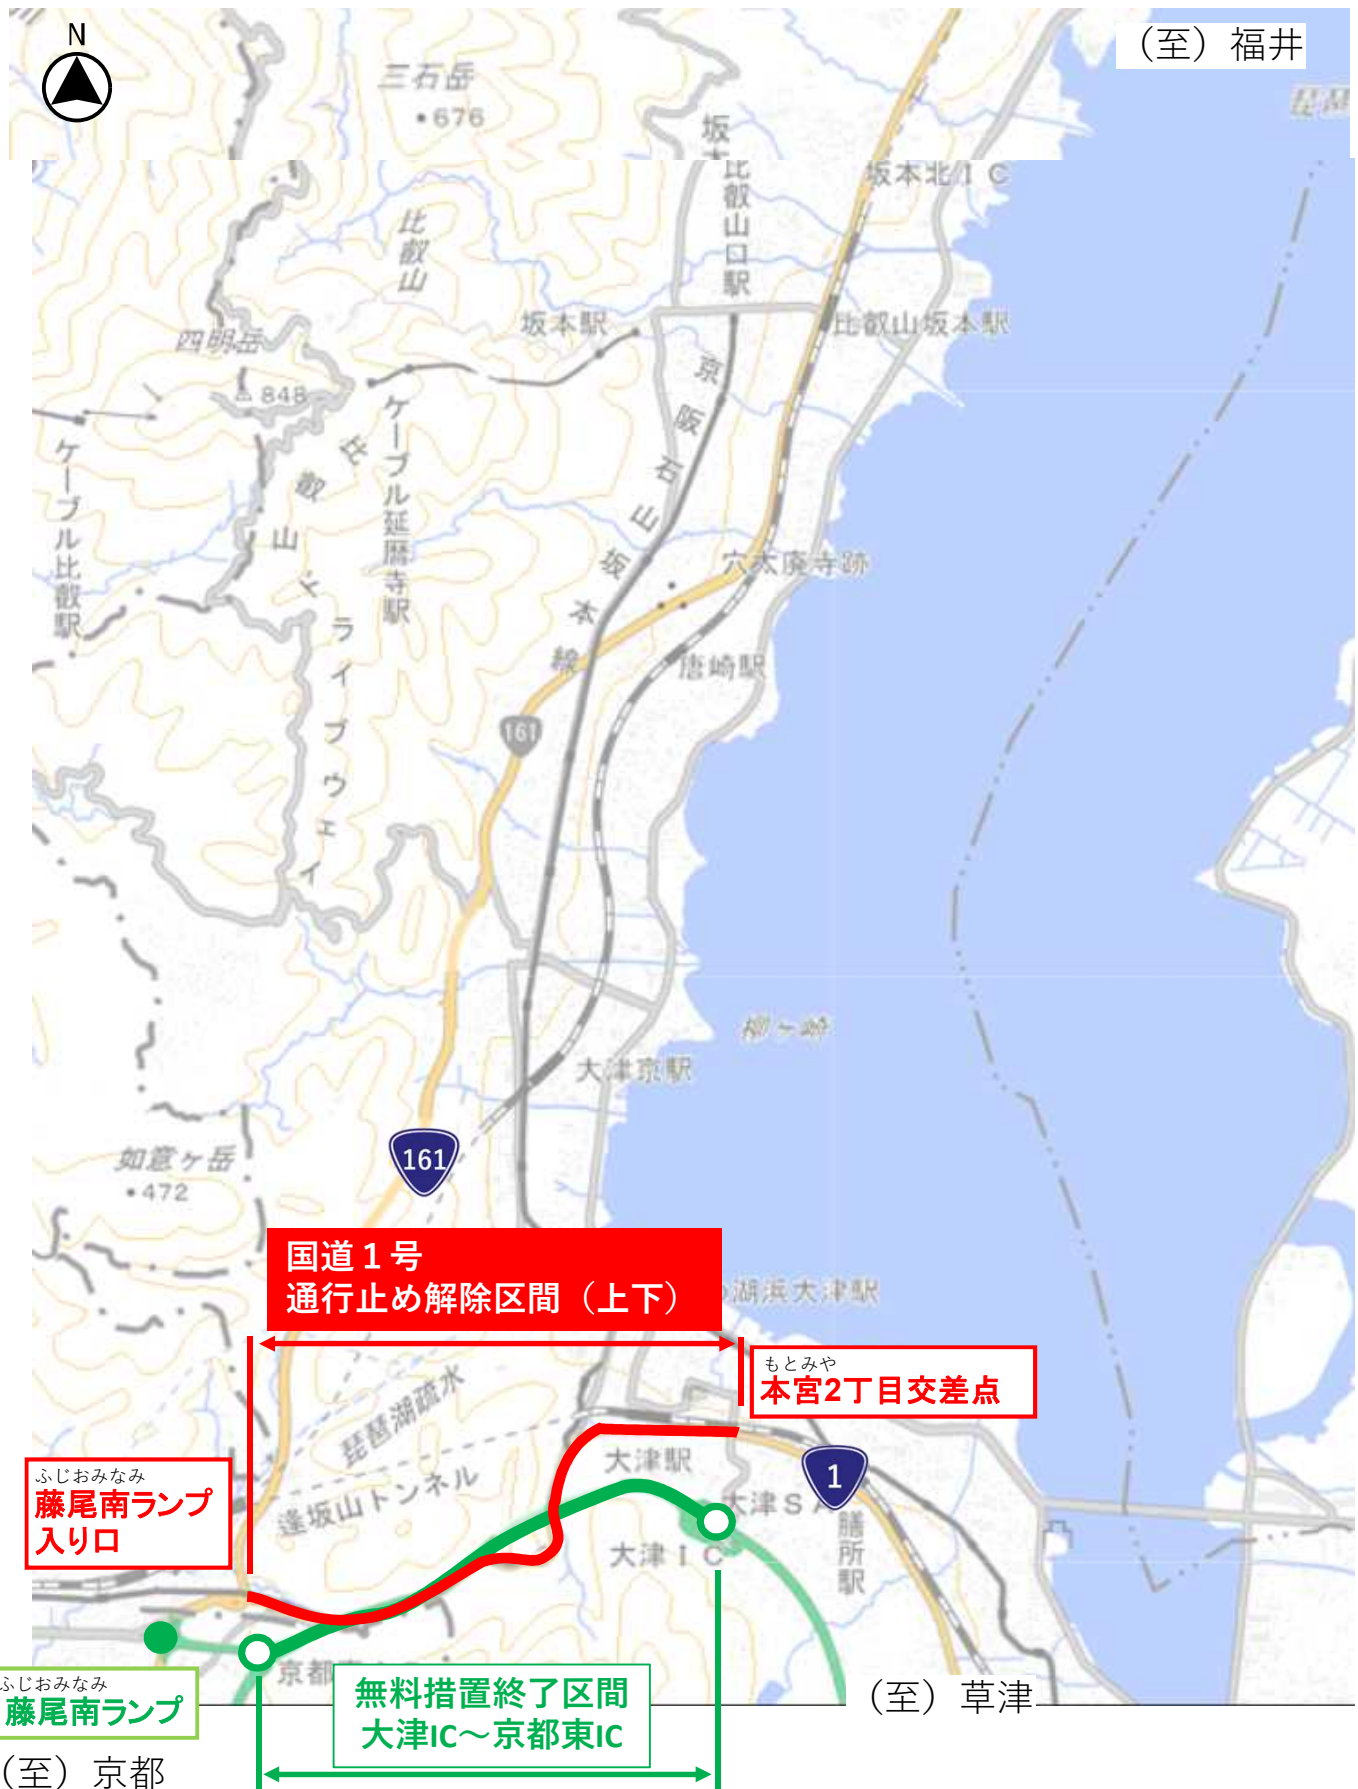 N
（至）福井
三石岳
676
琵琶
坂本
比叡山口駅
坂本北IC
比叡山
坂本駅
比叡山坂本駅
四明岳
848
ケーブル比叡駅
ケーブル延暦寺駅
比叡山ドライブウェイ
京阪石山坂本線
穴太廃寺跡
唐崎駅
161
柳ヶ崎
大津京駅
161
如意ヶ岳
472
国道１号
通行止め解除区間（上下）
湖浜大津駅
もとみや
本宮2丁目交差点
琵琶湖疏水
逢坂山トンネル
大津駅
1
大津SA
膳所駅
大津IC
ふじおみなみ
藤尾南ランプ
入り口
京都東IC
ふじおみなみ
藤尾南ランプ
無料措置終了区間
大津IC～京都東IC
（至）草津
（至）京都